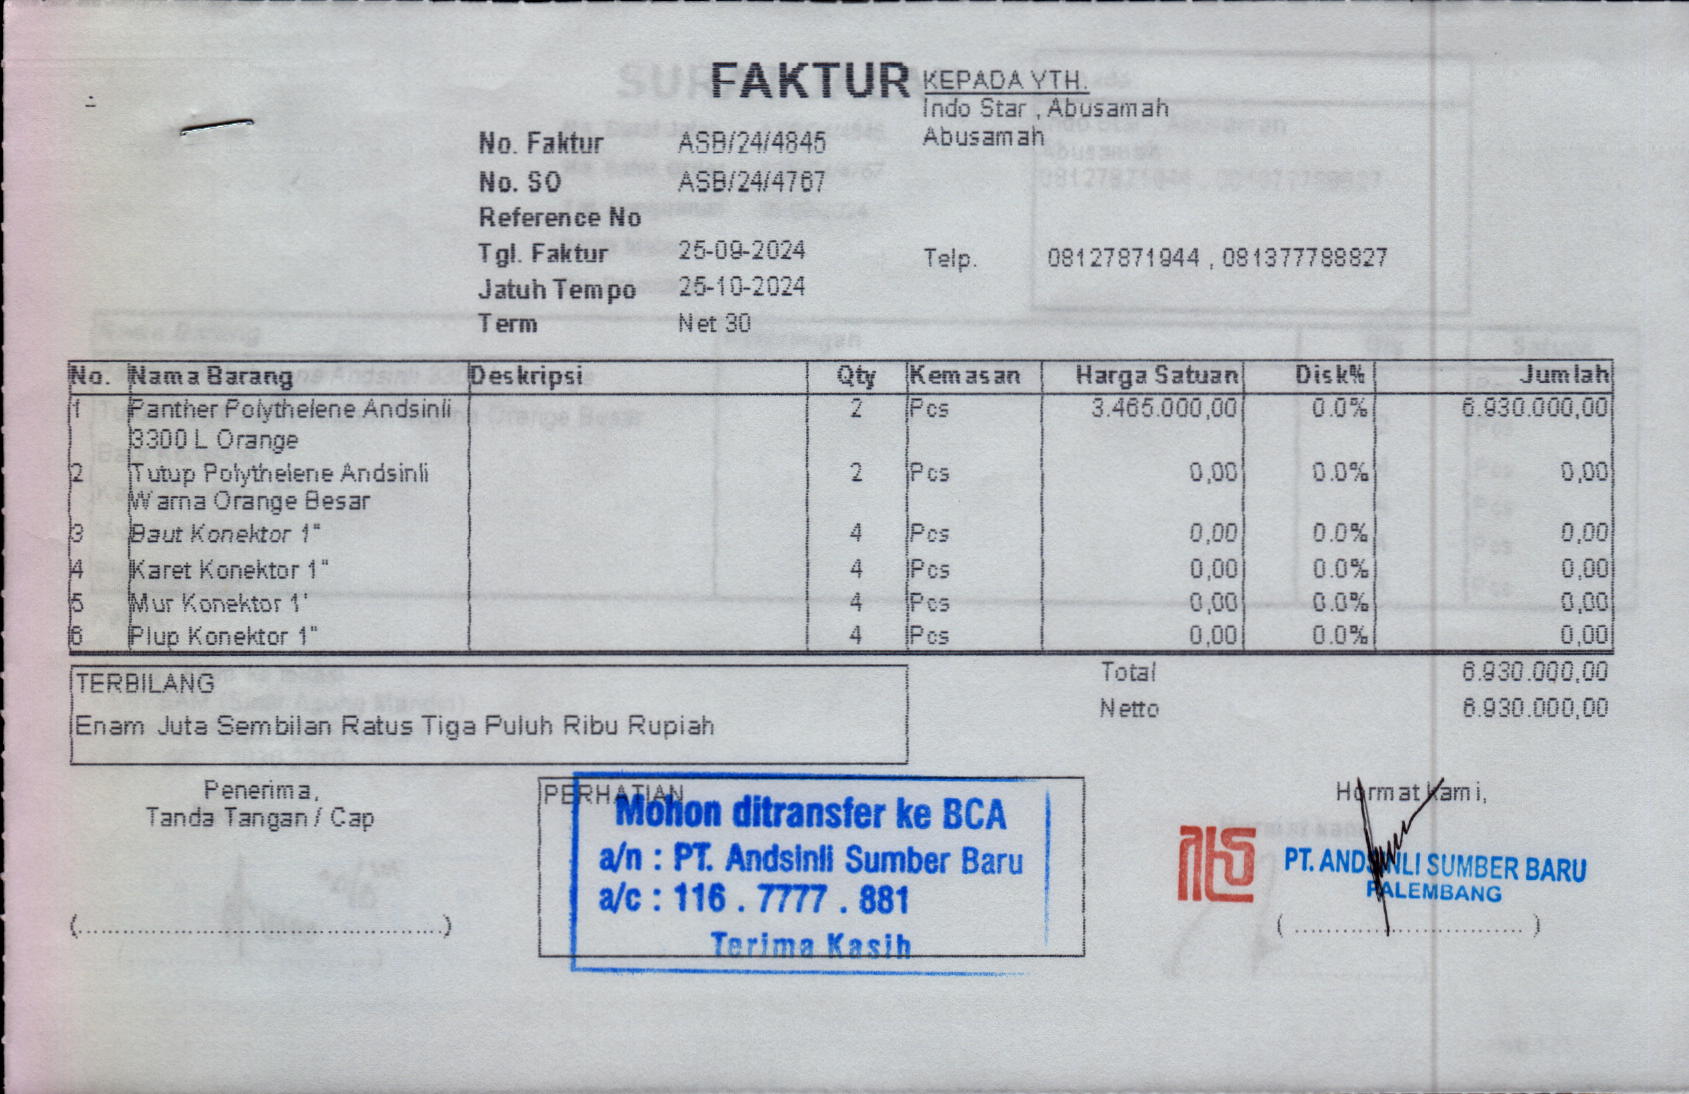 FAKTUR
KEPADA YTH.
Indo Star , Abusamah
Abusamah
No. Faktur ASB/24/4845
No. SO ASB/24/4767
Reference No
Tgl. Faktur 25-09-2024
Telp. 08127871944 , 081377788827
Jatuh Tempo 25-10-2024
Term Net 30
No. Nama Barang Deskripsi Qty Kemasan Harga Satuan Disk% Jumlah
1 Panther Polythelene Andsinli 2 Pcs 3.465.000,00 0.0% 6.930.000,00
3300 L Orange
2 Tutup Polythelene Andsinli 2 Pcs 0,00 0.0% 0,00
Warna Orange Besar
3 Baut Konektor 1" 4 Pcs 0,00 0.0% 0,00
4 Karet Konektor 1" 4 Pcs 0,00 0.0% 0,00
5 Mur Konektor 1' 4 Pcs 0,00 0.0% 0,00
6 Plup Konektor 1" 4 Pcs 0,00 0.0% 0,00
Total 6.930.000,00
Netto 6.930.000,00
TERBILANG
Enam Juta Sembilan Ratus Tiga Puluh Ribu Rupiah
Penerima,
Tanda Tangan / Cap
(....................................................)
PERHATIAN
Mohon ditransfer ke BCA
a/n : PT. Andsinli Sumber Baru
a/c : 116 . 7777 . 881
Terima Kasih
Hormat Kami,
PT. ANDSINLI SUMBER BARU
PALEMBANG
( ................................ )